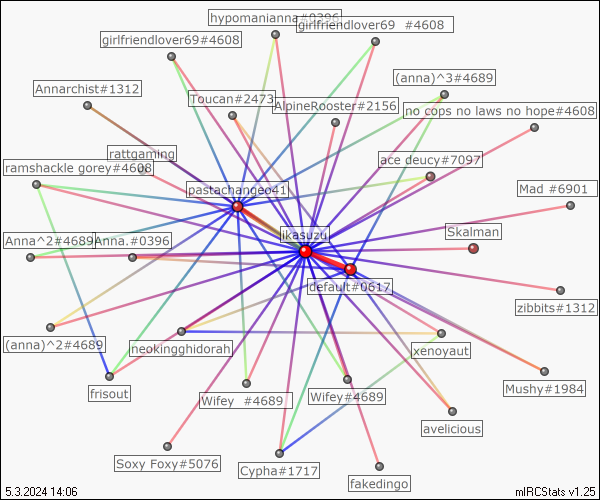 hypomanianna#0396
girlfriendlover69  #4608
girlfriendlover69#4608
(anna)^3#4689
Annarchist#1312
Toucan#2473
AlpineRooster#2156
no cops no laws no hope#4608
rattgaming
ramshackle gorey#4608
ace deucy#7097
pastachangeo41
Mad #6901
jikasuzu
Skalman
Anna^2#4689
Anna.#0396
default#0617
zibbits#1312
(anna)^2#4689
neokingghidorah
xenoyaut
frisout
Wifey  #4689
Wifey#4689
Mushy#1984
avelicious
Soxy Foxy#5076
Cypha#1717
fakedingo
5.3.2024 14:06
mIRCStats v1.25